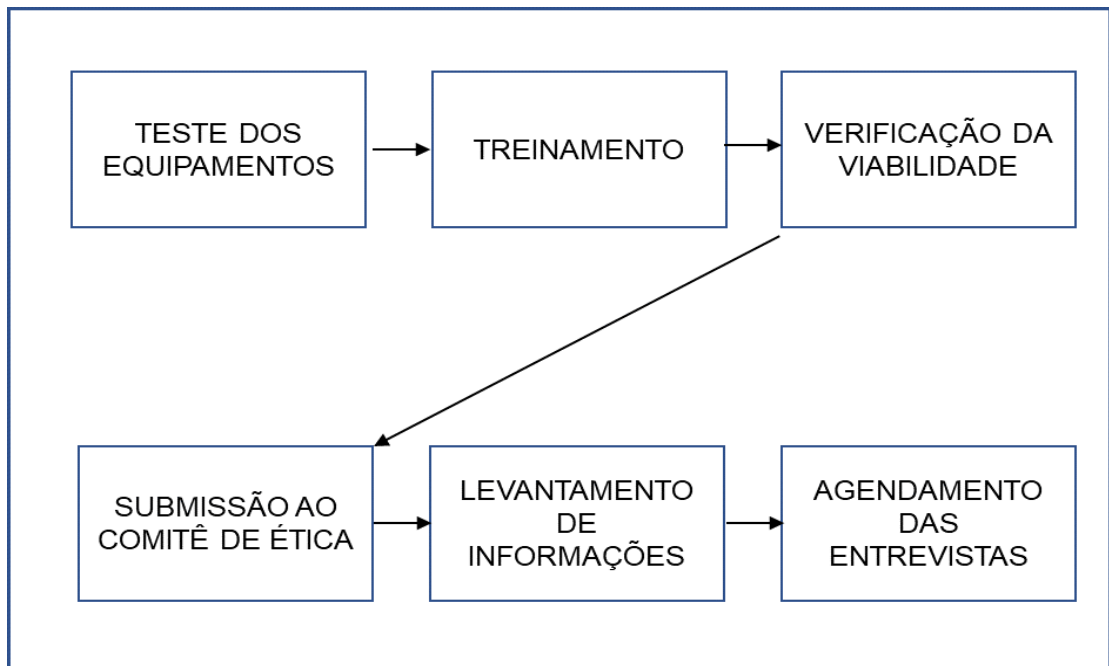 TESTE DOS
EQUIPAMENTOS
TREINAMENTO
VERIFICAÇÃO DA
VIABILIDADE
SUBMISSÃO AO
COMITÊ DE ÉTICA
LEVANTAMENTO
DE
INFORMAÇÕES
AGENDAMENTO
DAS
ENTREVISTAS